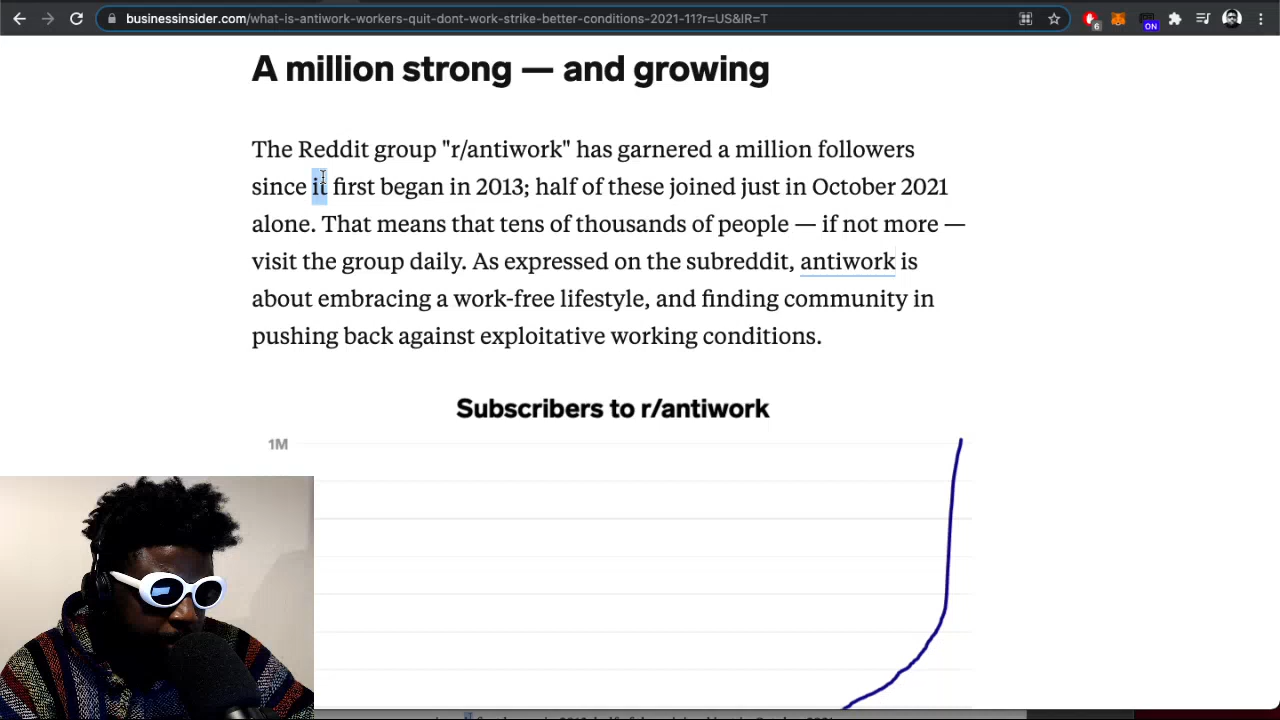 businessinsider.com/what-is-antiwork-workers-quit-dont-work-strike-better-conditions-2021-11?r=US&IR=T
6
ON
A million strong — and growing
The Reddit group "r/antiwork" has garnered a million followers
since it first began in 2013; half of these joined just in October 2021
alone. That means that tens of thousands of people — if not more —
visit the group daily. As expressed on the subreddit, antiwork is
about embracing a work-free lifestyle, and finding community in
pushing back against exploitative working conditions.
Subscribers to r/antiwork
1M